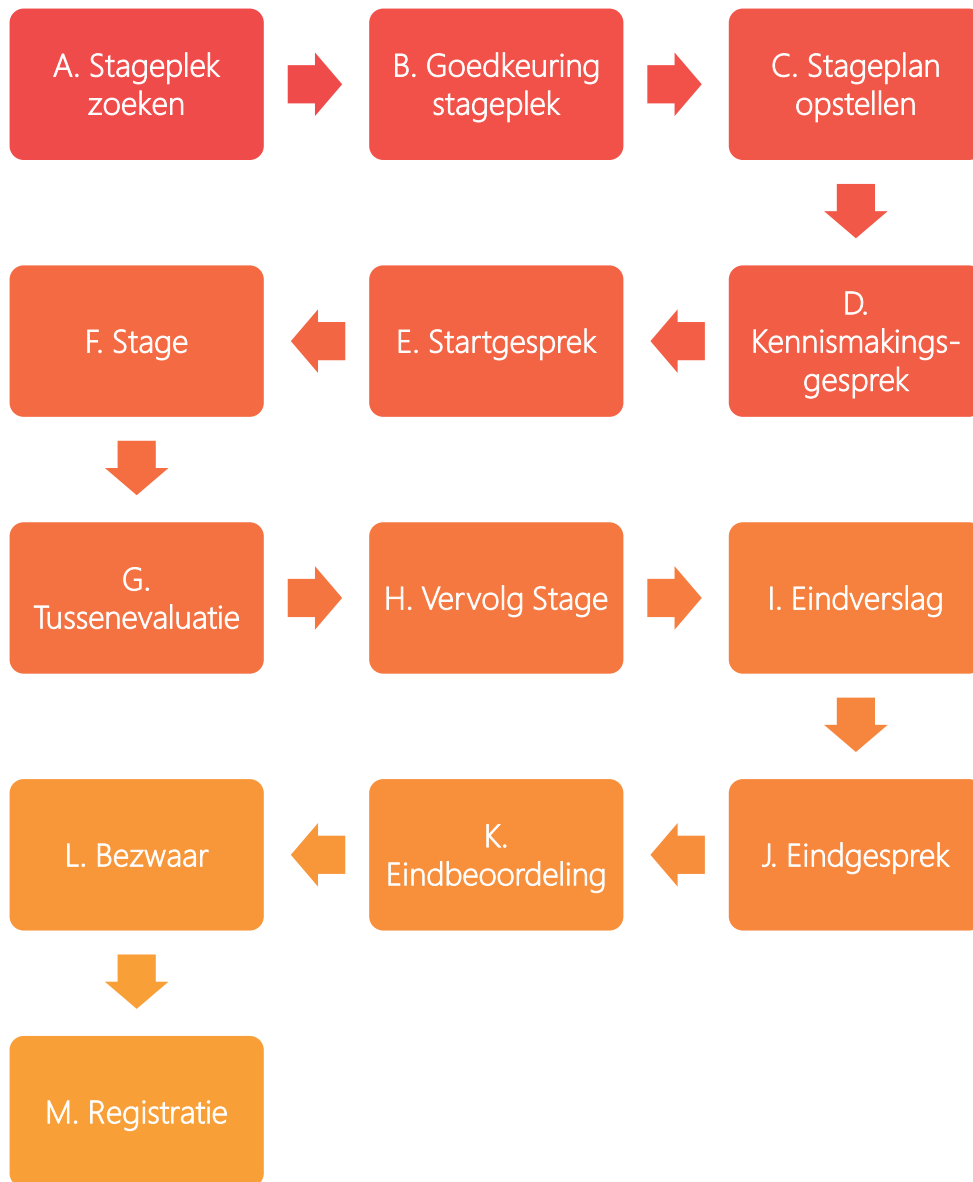 A. Stageplek
zoeken
B. Goedkeuring
stageplek
C. Stageplan
opstellen
D.
Kennismakings-
gesprek
E. Startgesprek
F. Stage
G.
Tussenevaluatie
H. Vervolg Stage
I. Eindverslag
J. Eindgesprek
K.
Eindbeoordeling
L. Bezwaar
M. Registratie